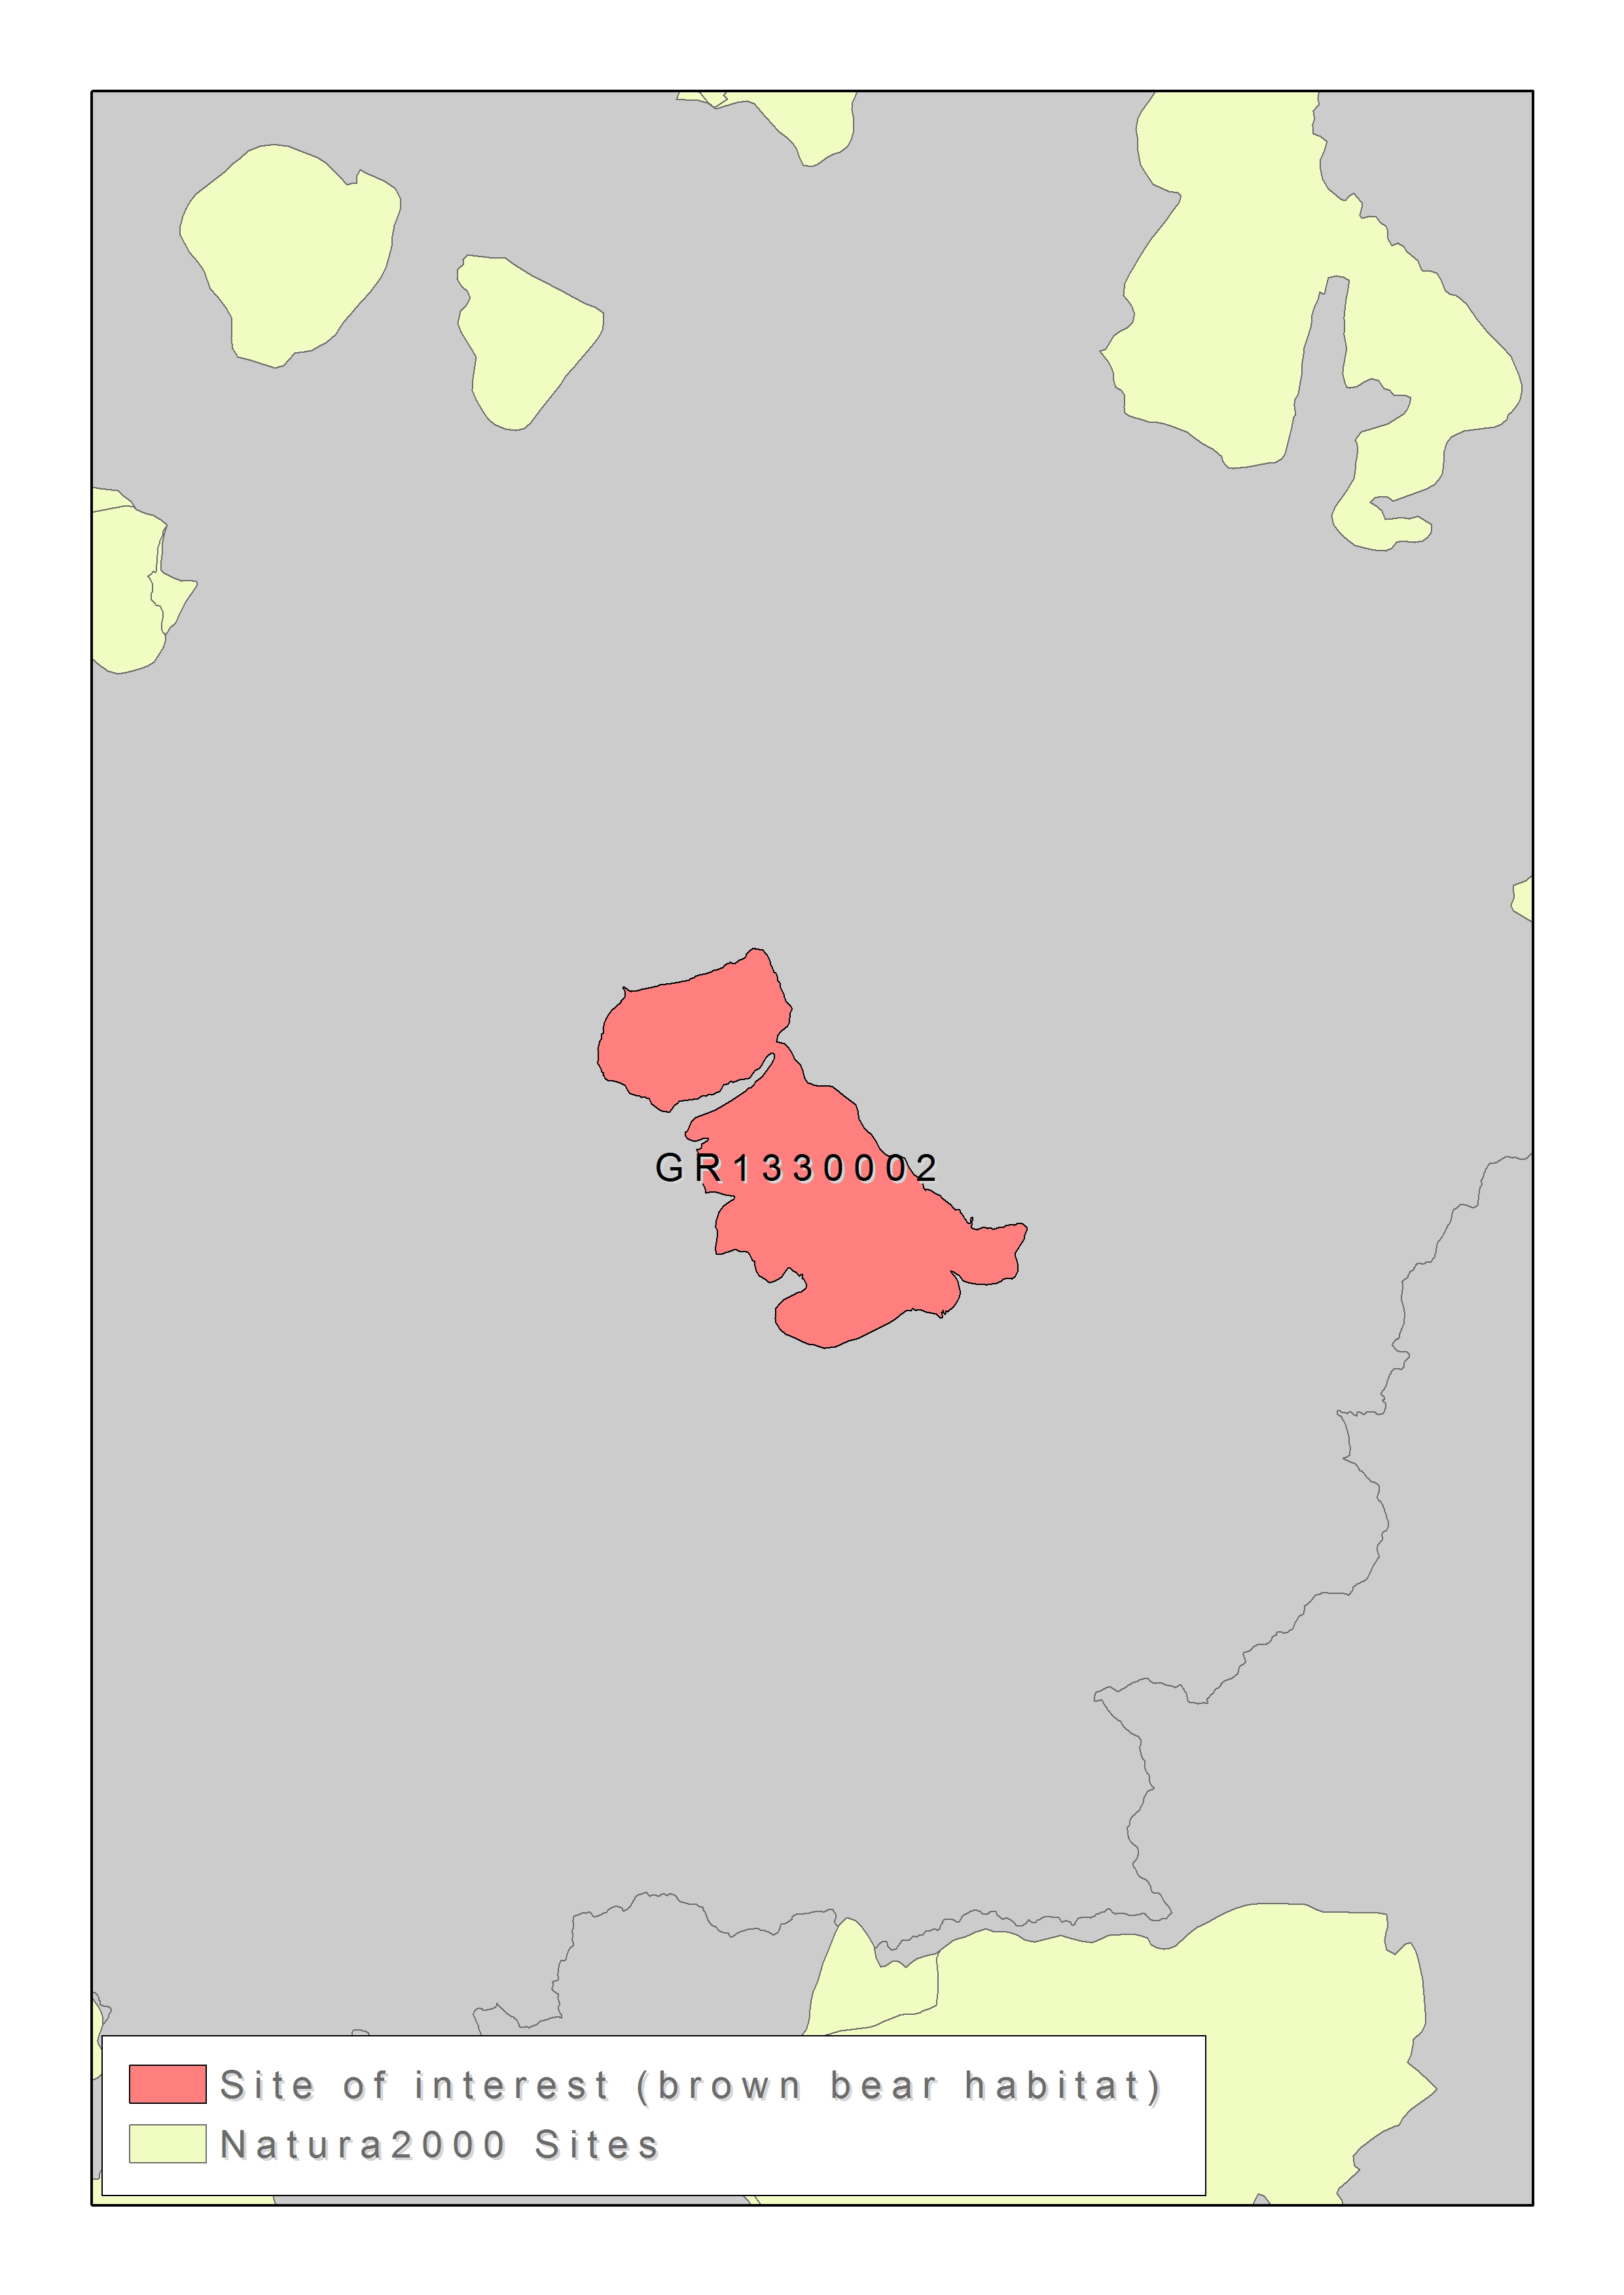 GR1330002
Site of interest (brown bear habitat)
Natura2000 Sites